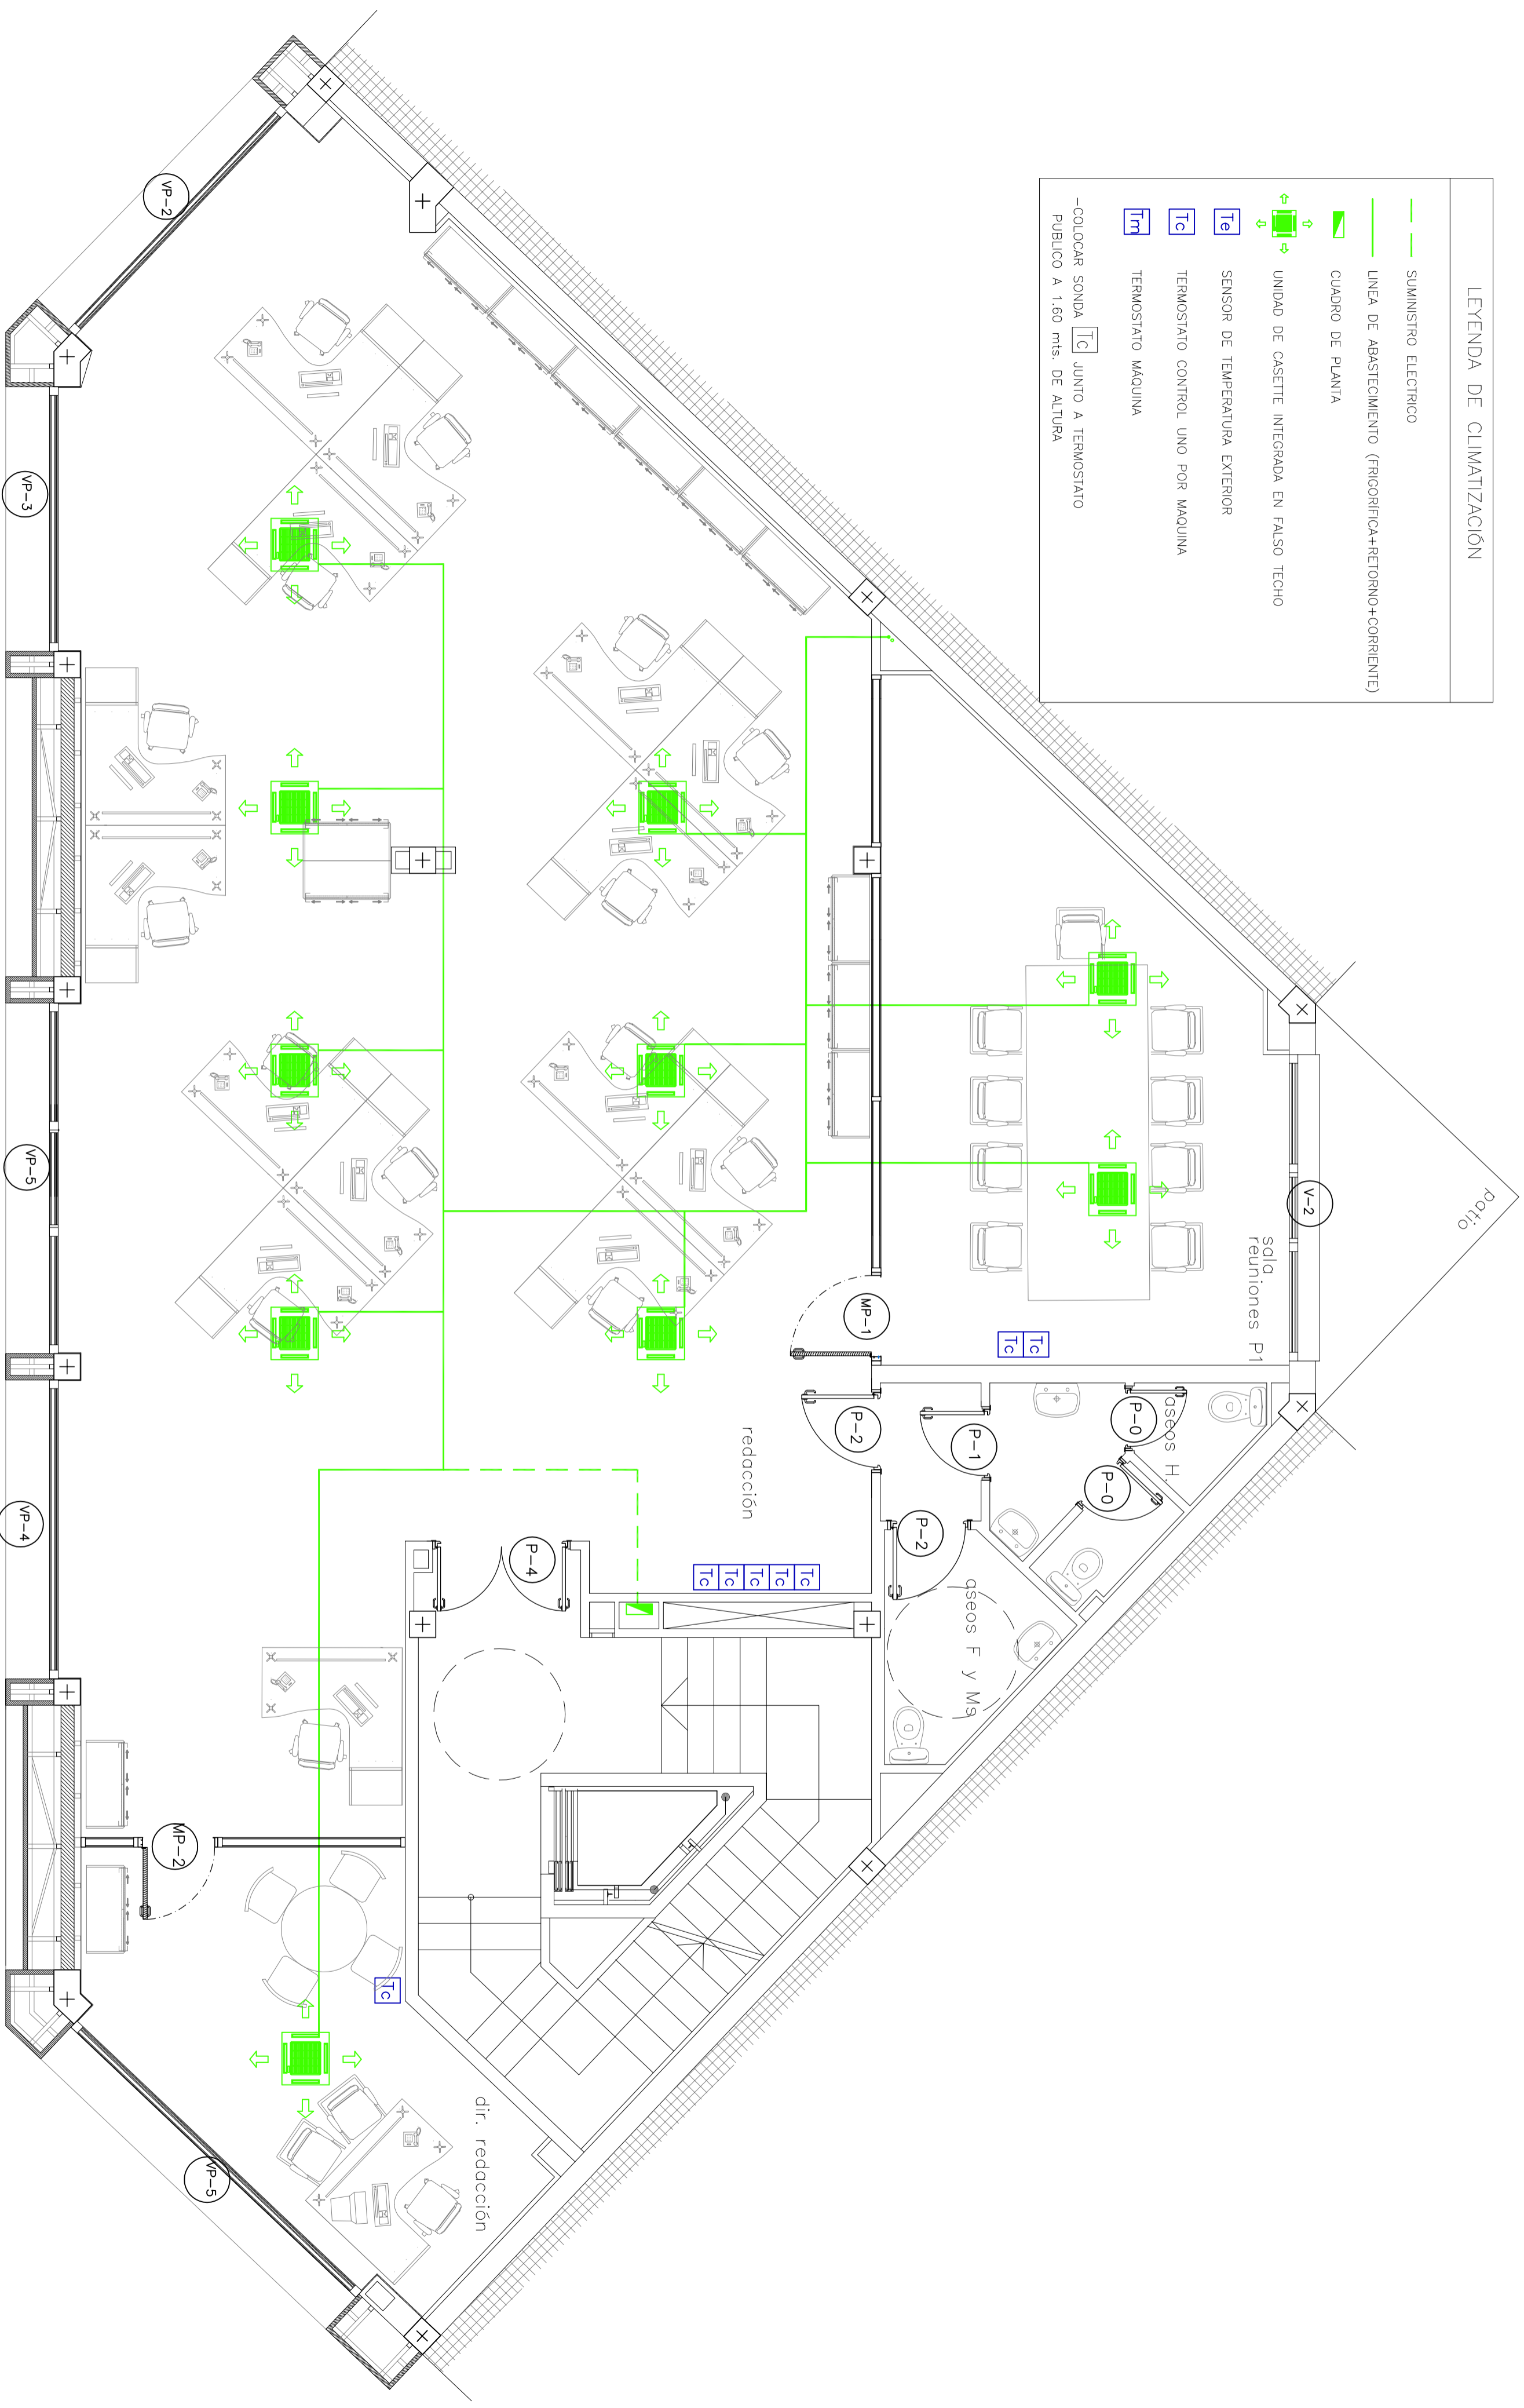 LEYENDA DE CLIMATIZACIÓN
SUMINISTRO ELECTRICO
LINEA DE ABASTECIMIENTO (FRIGORÍFICA+RETORNO+CORRIENTE)
CUADRO DE PLANTA
UNIDAD DE CASETTE INTEGRADA EN FALSO TECHO
Te SENSOR DE TEMPERATURA EXTERIOR
Tc TERMOSTATO CONTROL UNO POR MAQUINA
Tm TERMOSTATO MÁQUINA
-COLOCAR SONDA Tc JUNTO A TERMOSTATO
PUBLICO A 1.60 mts. DE ALTURA
patio
V-2
sala
reuniones P1
Tc Tc
MP-1
P-2
P-1
P-0
aseos H.
P-0
P-2
aseos F y Ms
redacción
Tc Tc Tc Tc Tc
P-4
Tc
dir. redacción
MP-2
VP-2
VP-3
VP-5
VP-4
VP-5